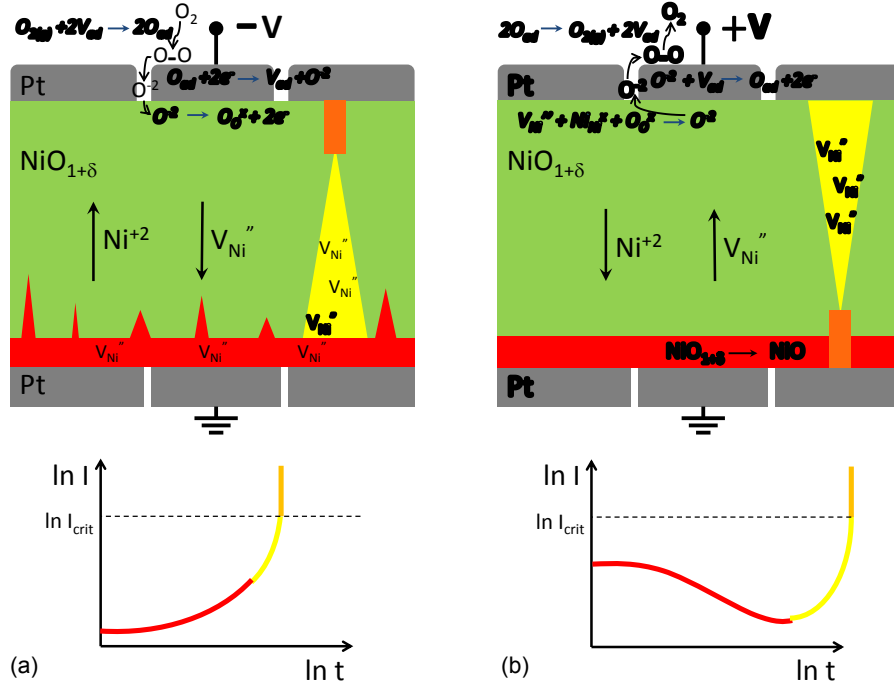 O2(g)+2Vad → 2Oad
O2
− V
O-O
Pt
O-2
Oad+2e- → Vad+O-2
O-2 → OOx + 2e-
NiO1+δ
Ni+2
VNi”
VNi”
VNi”
VNi”
VNi”
VNi”
VNi”
Pt
ln I
ln Icrit
ln t
(a)
2Oad → O2(g) + 2Vad
O2
+V
O-O
Pt
O-2
O-2 + Vad → Oad+2e-
VNi” + NiNix + OOx → O-2
NiO1+δ
VNi”
VNi”
VNi”
Ni+2
VNi”
NiO1+δ → NiO
Pt
ln I
ln Icrit
ln t
(b)